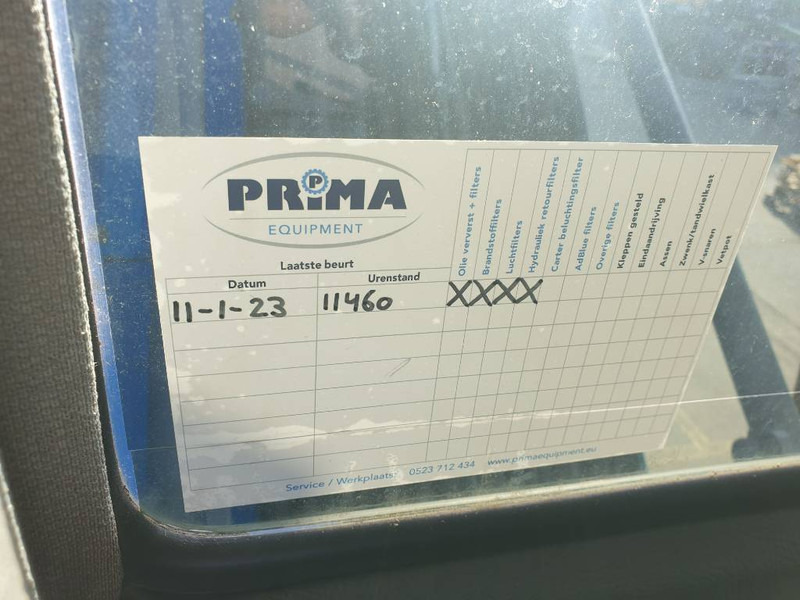 PRiMA
P
EQUIPMENT
Laatste beurt
Datum
Urenstand
Olie ververst + filters
Brandstoffilters
Luchtfilters
Hydrauliek retourfilters
Carter beluchtingsfilter
AdBlue filters
Overige filters
Kleppen gesteld
Eindaandrijving
Assen
Zwenk/tandwielkast
V-snaren
Vetpot
11-1-23 11460 X X X X
Service / Werkplaats: 0523 712 434 www.primaequipment.eu